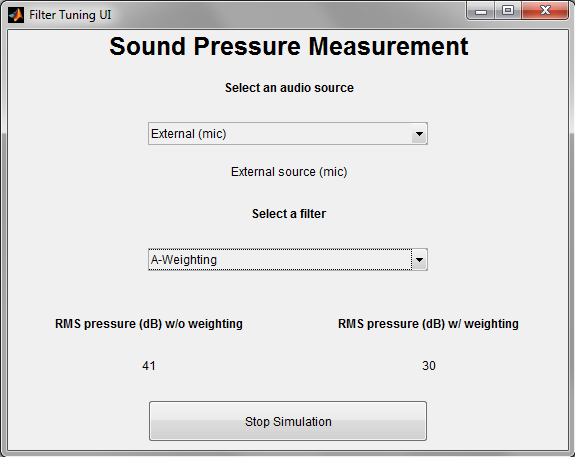 Filter Tuning UI
Sound Pressure Measurement
Select an audio source
External (mic)
External source (mic)
Select a filter
A-Weighting
RMS pressure (dB) w/o weighting
RMS pressure (dB) w/ weighting
41
30
Stop Simulation